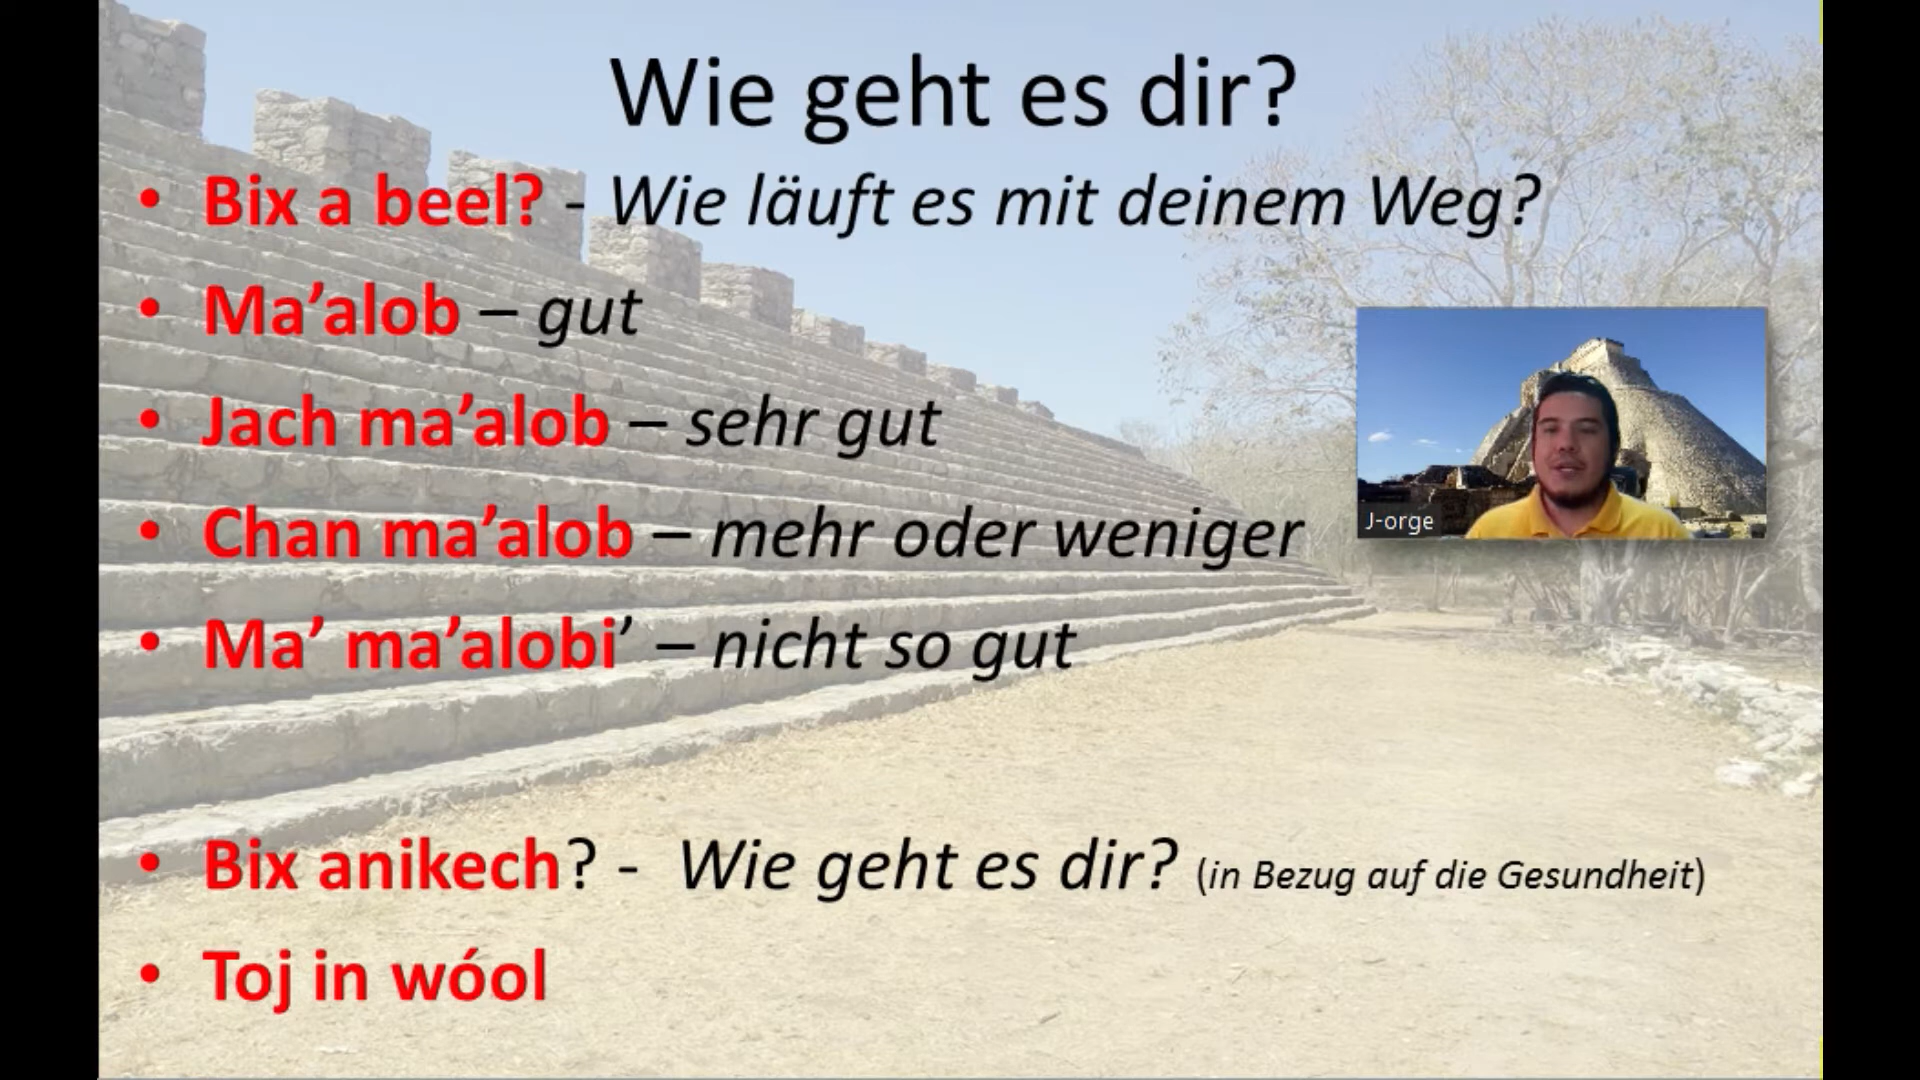 Wie geht es dir?
• Bix a beel? - Wie läuft es mit deinem Weg?
• Ma’alob – gut
• Jach ma’alob – sehr gut
• Chan ma’alob – mehr oder weniger
J-orge
• Ma’ ma’alobi’ – nicht so gut
• Bix anikech? - Wie geht es dir? (in Bezug auf die Gesundheit)
• Toj in wóol